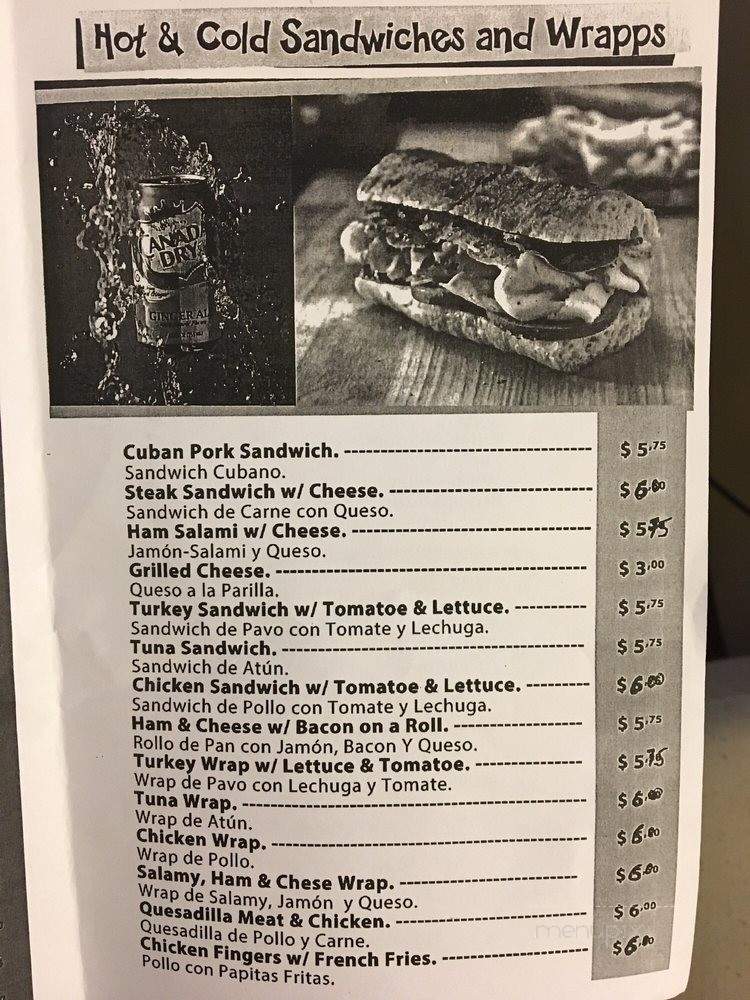 Hot & Cold Sandwiches and Wrapps
CANADA
DRY
GINGER ALE
Cuban Pork Sandwich. $ 5.75
Sandwich Cubano.
Steak Sandwich w/ Cheese. $ 6.00
Sandwich de Carne con Queso.
Ham Salami w/ Cheese. $ 5.75
Jamón-Salami y Queso.
Grilled Cheese. $ 3.00
Queso a la Parilla.
Turkey Sandwich w/ Tomatoe & Lettuce. $ 5.75
Sandwich de Pavo con Tomate y Lechuga.
Tuna Sandwich. $ 5.75
Sandwich de Atún.
Chicken Sandwich w/ Tomatoe & Lettuce. $ 6.00
Sandwich de Pollo con Tomate y Lechuga.
Ham & Cheese w/ Bacon on a Roll. $ 5.75
Rollo de Pan con Jamón, Bacon Y Queso.
Turkey Wrap w/ Lettuce & Tomatoe. $ 5.75
Wrap de Pavo con Lechuga y Tomate.
Tuna Wrap. $ 6.00
Wrap de Atún.
Chicken Wrap. $ 6.00
Wrap de Pollo.
Salamy, Ham & Chese Wrap. $ 6.00
Wrap de Salamy, Jamón y Queso.
Quesadilla Meat & Chicken. $ 6.00
Quesadilla de Pollo y Carne.
Chicken Fingers w/ French Fries. $ 6.00
Pollo con Papitas Fritas.